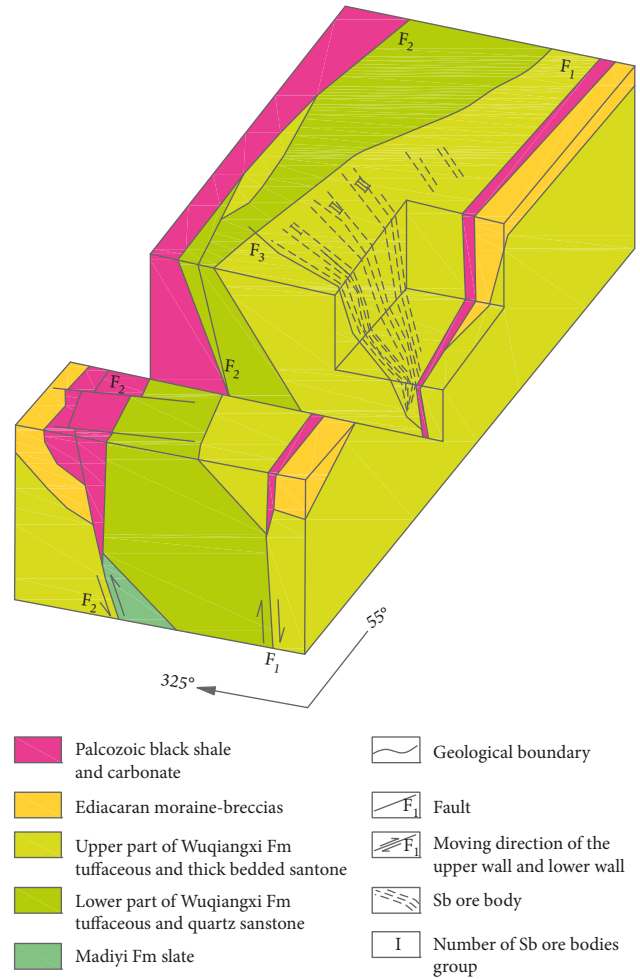 F2
F1
F3
F2
F2
F2
F1
55°
325°
Palcozoic black shale
and carbonate
Ediacaran moraine-breccias
Upper part of Wuqiangxi Fm
tuffaceous and thick bedded santone
Lower part of Wuqiangxi Fm
tuffaceous and quartz sanstone
Madiyi Fm slate
Geological boundary
F1 Fault
F1 Moving direction of the
upper wall and lower wall
Sb ore body
I Number of Sb ore bodies
group